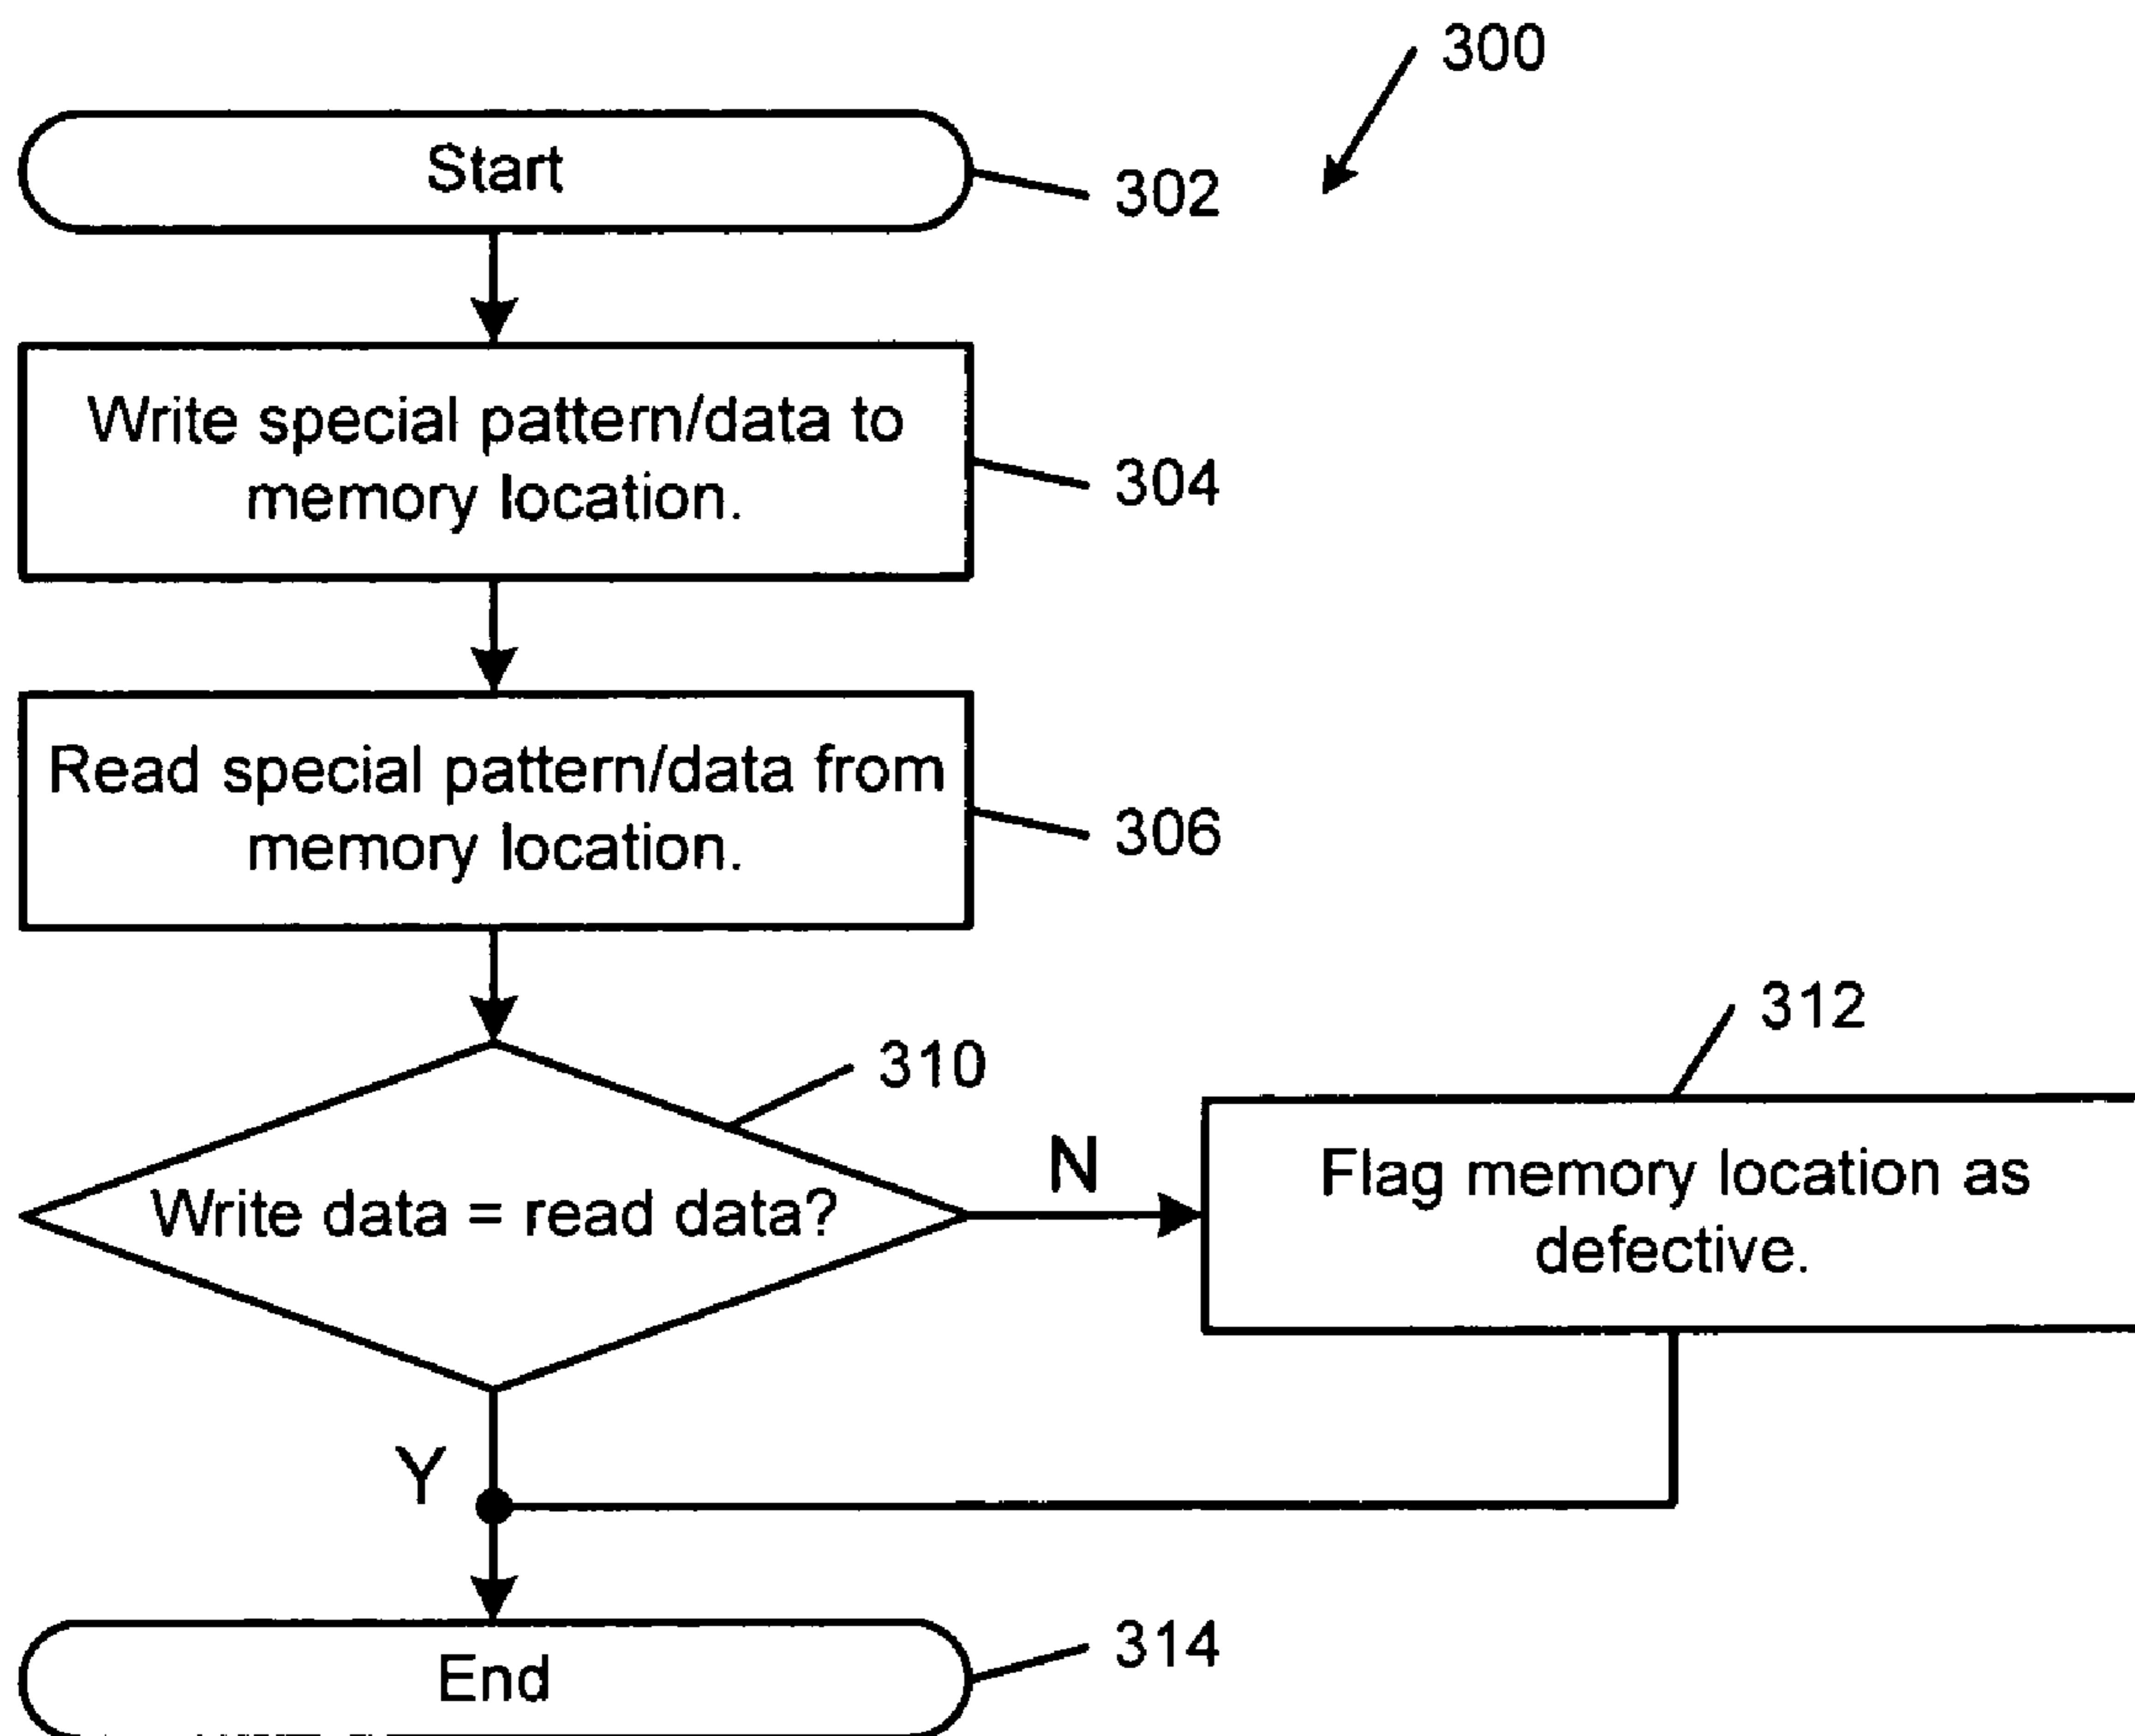 300
Start
302
Write special pattern/data to
memory location.
304
Read special pattern/data from
memory location.
306
310
312
Write data = read data?
N
Flag memory location as
defective.
Y
End
314